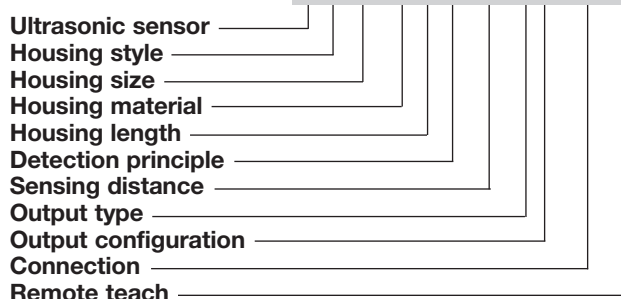 Ultrasonic sensor
Housing style
Housing size
Housing material
Housing length
Detection principle
Sensing distance
Output type
Output configuration
Connection
Remote teach